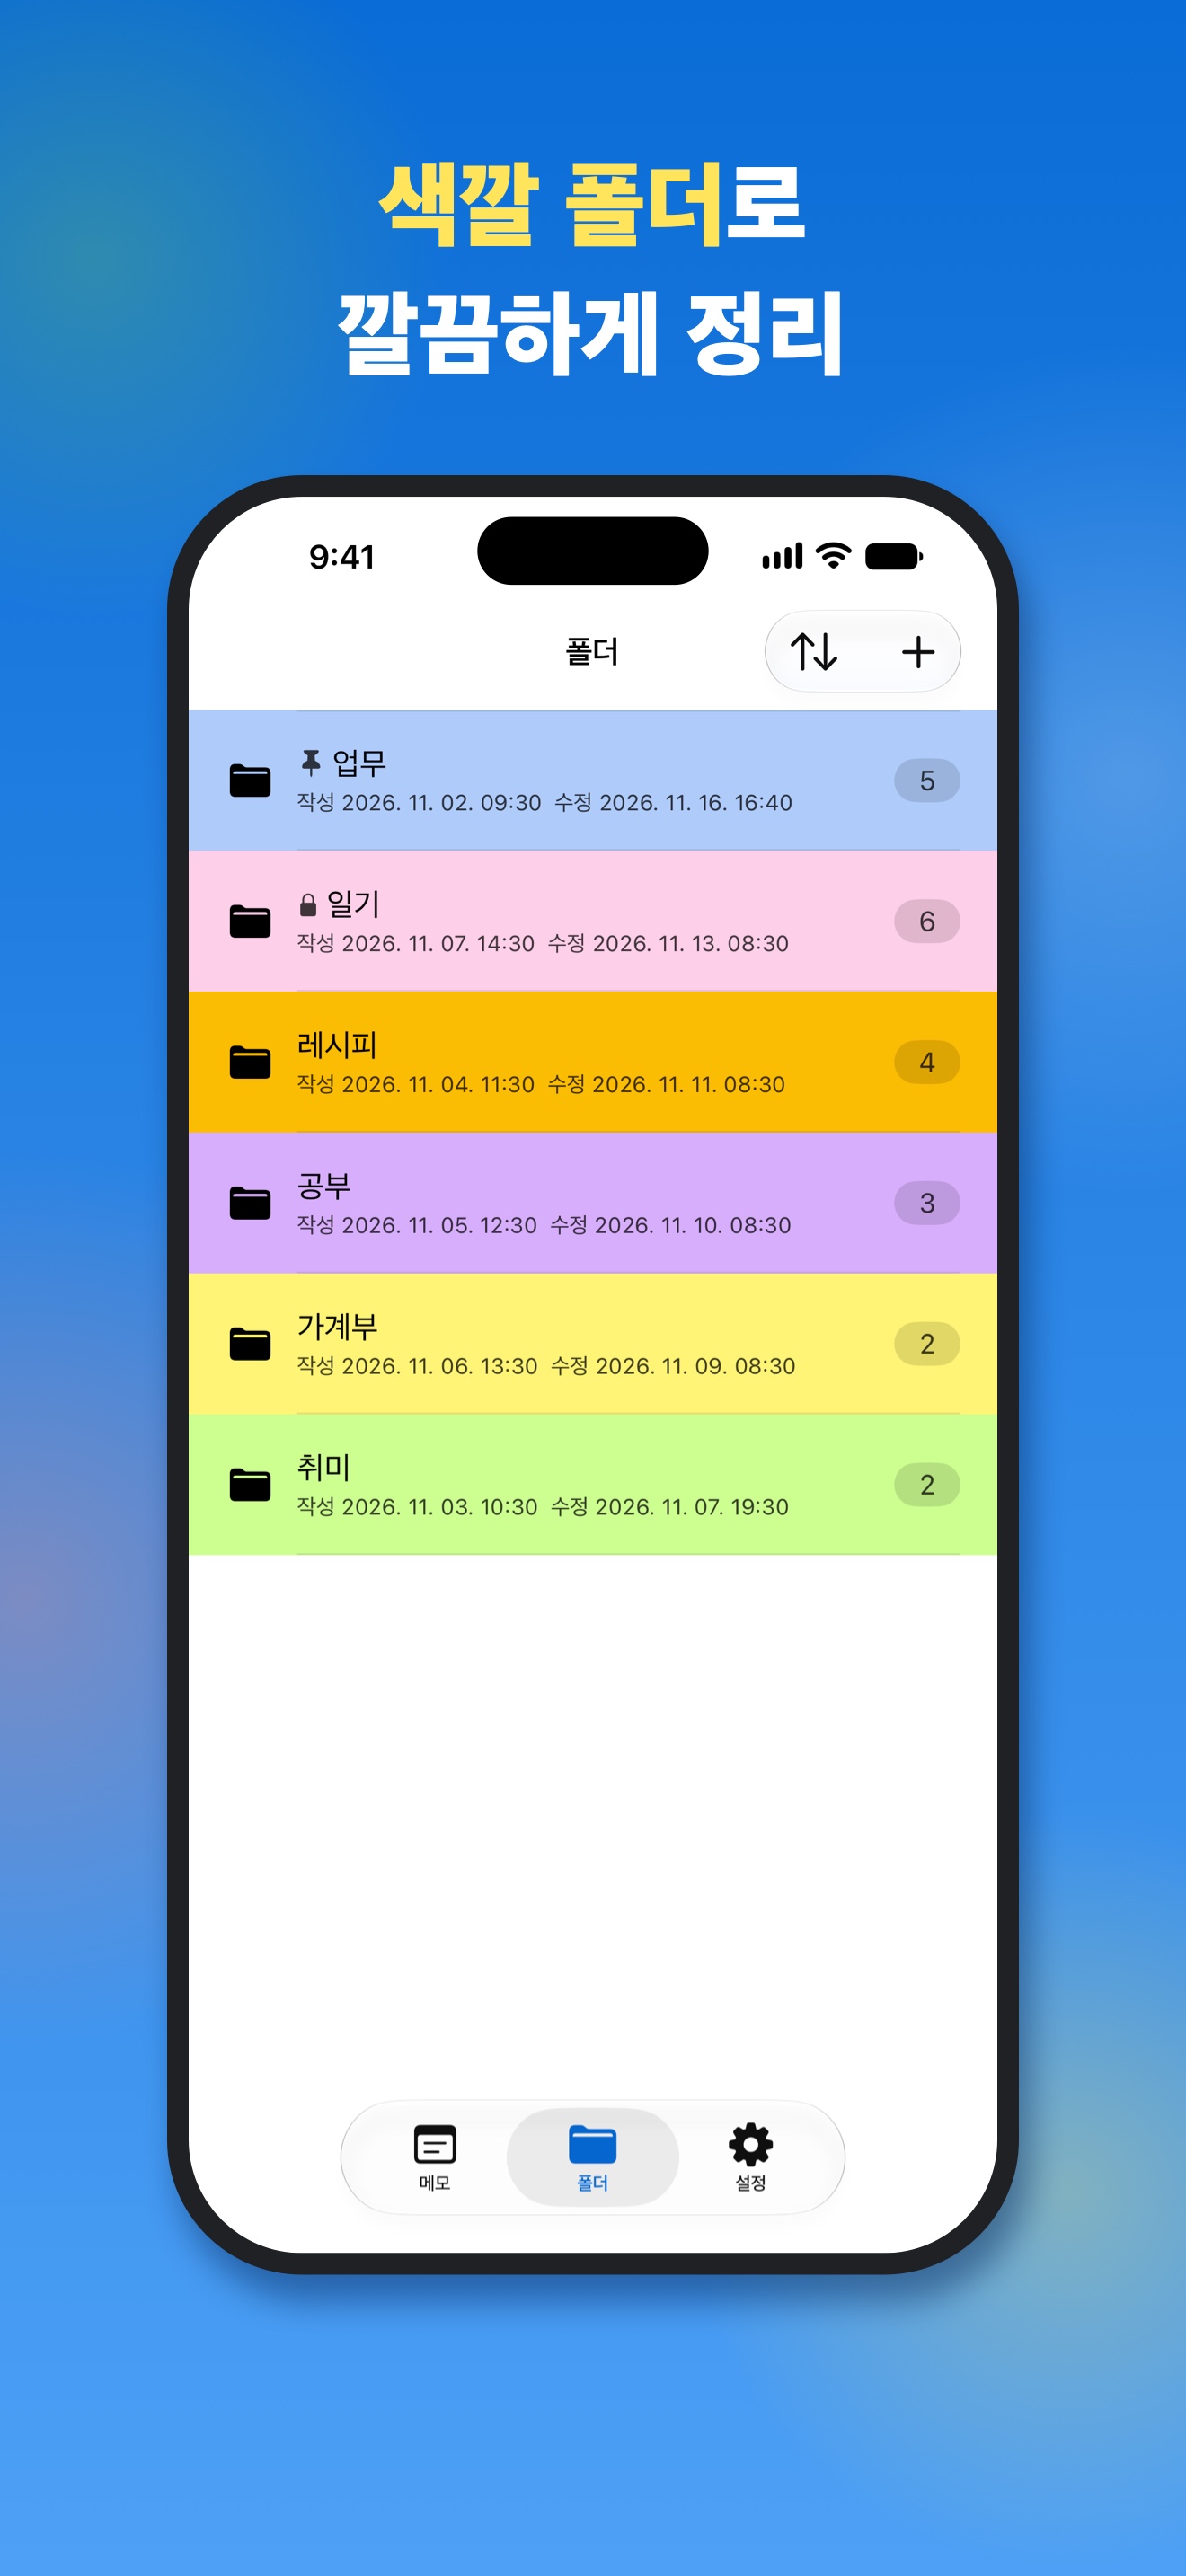 색깔 폴더로
깔끔하게 정리
9:41
폴더
업무
작성 2026. 11. 02. 09:30 수정 2026. 11. 16. 16:40
5
일기
작성 2026. 11. 07. 14:30 수정 2026. 11. 13. 08:30
6
레시피
작성 2026. 11. 04. 11:30 수정 2026. 11. 11. 08:30
4
공부
작성 2026. 11. 05. 12:30 수정 2026. 11. 10. 08:30
3
가계부
작성 2026. 11. 06. 13:30 수정 2026. 11. 09. 08:30
2
취미
작성 2026. 11. 03. 10:30 수정 2026. 11. 07. 19:30
2
메모
폴더
설정